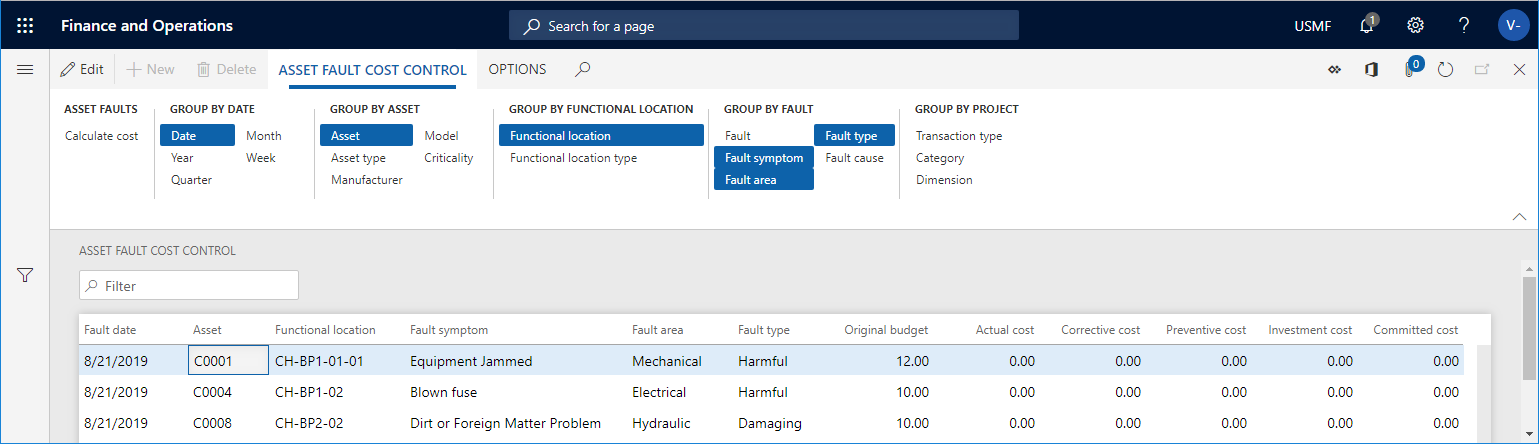 Finance and Operations Search for a page USMF 1 V-
Edit New Delete ASSET FAULT COST CONTROL OPTIONS 0
ASSET FAULTS GROUP BY DATE GROUP BY ASSET GROUP BY FUNCTIONAL LOCATION GROUP BY FAULT GROUP BY PROJECT
Calculate cost Date Month Asset Model Functional location Fault Fault type Transaction type
Year Week Asset type Criticality Functional location type Fault symptom Fault cause Category
Quarter Manufacturer Fault area Dimension
ASSET FAULT COST CONTROL
Filter
Fault date Asset Functional location Fault symptom Fault area Fault type Original budget Actual cost Corrective cost Preventive cost Investment cost Committed cost
8/21/2019 C0001 CH-BP1-01-01 Equipment Jammed Mechanical Harmful 12.00 0.00 0.00 0.00 0.00 0.00
8/21/2019 C0004 CH-BP1-02 Blown fuse Electrical Harmful 10.00 0.00 0.00 0.00 0.00 0.00
8/21/2019 C0008 CH-BP2-02 Dirt or Foreign Matter Problem Hydraulic Damaging 10.00 0.00 0.00 0.00 0.00 0.00